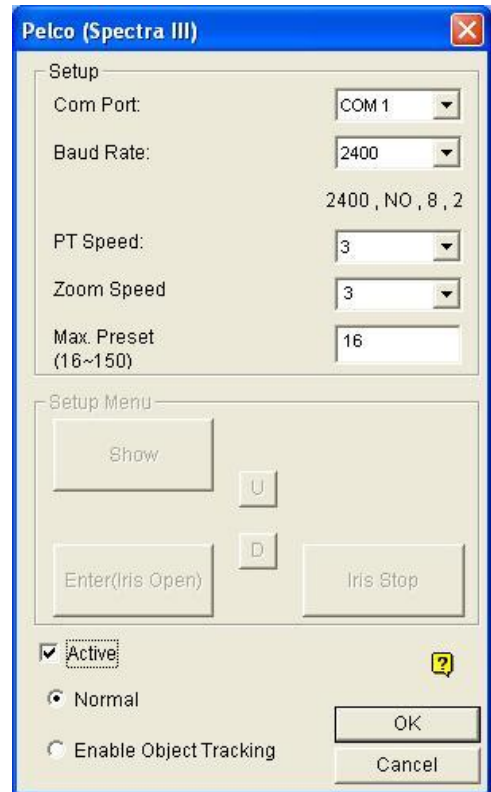 Pelco (Spectra III)
Setup
Com Port:
COM 1
Baud Rate:
2400
2400 , NO , 8 , 2
PT Speed:
3
Zoom Speed
3
Max. Preset
(16~150)
16
Setup Menu
Show
U
D
Enter(Iris Open)
Iris Stop
Active
?
Normal
OK
Enable Object Tracking
Cancel